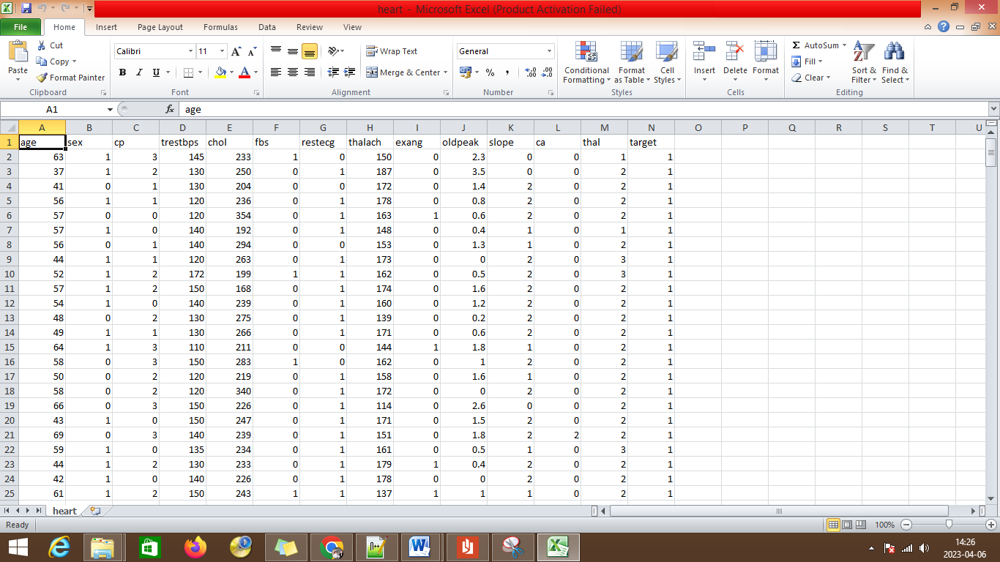 heart - Microsoft Excel (Product Activation Failed)
File Home Insert Page Layout Formulas Data Review View
Paste Cut Calibri 11 Wrap Text General Conditional Formatting Format as Table Cell Styles Insert Delete Format AutoSum Sort & Filter Find & Select
Copy Fill
Format Painter B I U A Merge & Center % , Clear
Clipboard Font Alignment Number Styles Cells Editing
A1 fx age
A B C D E F G H I J K L M N O P Q R S T U
1 age sex cp trestbps chol fbs restecg thalach exang oldpeak slope ca thal target
2 63 1 3 145 233 1 0 150 0 2.3 0 0 1 1
3 37 1 2 130 250 0 1 187 0 3.5 0 0 2 1
4 41 0 1 130 204 0 0 172 0 1.4 2 0 2 1
5 56 1 1 120 236 0 1 178 0 0.8 2 0 2 1
6 57 0 0 120 354 0 1 163 1 0.6 2 0 2 1
7 57 1 0 140 192 0 1 148 0 0.4 1 0 1 1
8 56 0 1 140 294 0 0 153 0 1.3 1 0 2 1
9 44 1 1 120 263 0 1 173 0 0 2 0 3 1
10 52 1 2 172 199 1 1 162 0 0.5 2 0 3 1
11 57 1 2 150 168 0 1 174 0 1.6 2 0 2 1
12 54 1 0 140 239 0 1 160 0 1.2 2 0 2 1
13 48 0 2 130 275 0 1 139 0 0.2 2 0 2 1
14 49 1 1 130 266 0 1 171 0 0.6 2 0 2 1
15 64 1 3 110 211 0 0 144 1 1.8 1 0 2 1
16 58 0 3 150 283 1 0 162 0 1 2 0 2 1
17 50 0 2 120 219 0 1 158 0 1.6 1 0 2 1
18 58 0 2 120 340 0 1 172 0 0 2 0 2 1
19 66 0 3 150 226 0 1 114 0 2.6 0 0 2 1
20 43 1 0 150 247 0 1 171 0 1.5 2 0 2 1
21 69 0 3 140 239 0 1 151 0 1.8 2 2 2 1
22 59 1 0 135 234 0 1 161 0 0.5 1 0 3 1
23 44 1 2 130 233 0 1 179 1 0.4 2 0 2 1
24 42 1 0 140 226 0 1 178 0 0 2 0 2 1
25 61 1 2 150 243 1 1 137 1 1 1 0 2 1
heart
Ready 100%
14:26
2023-04-06